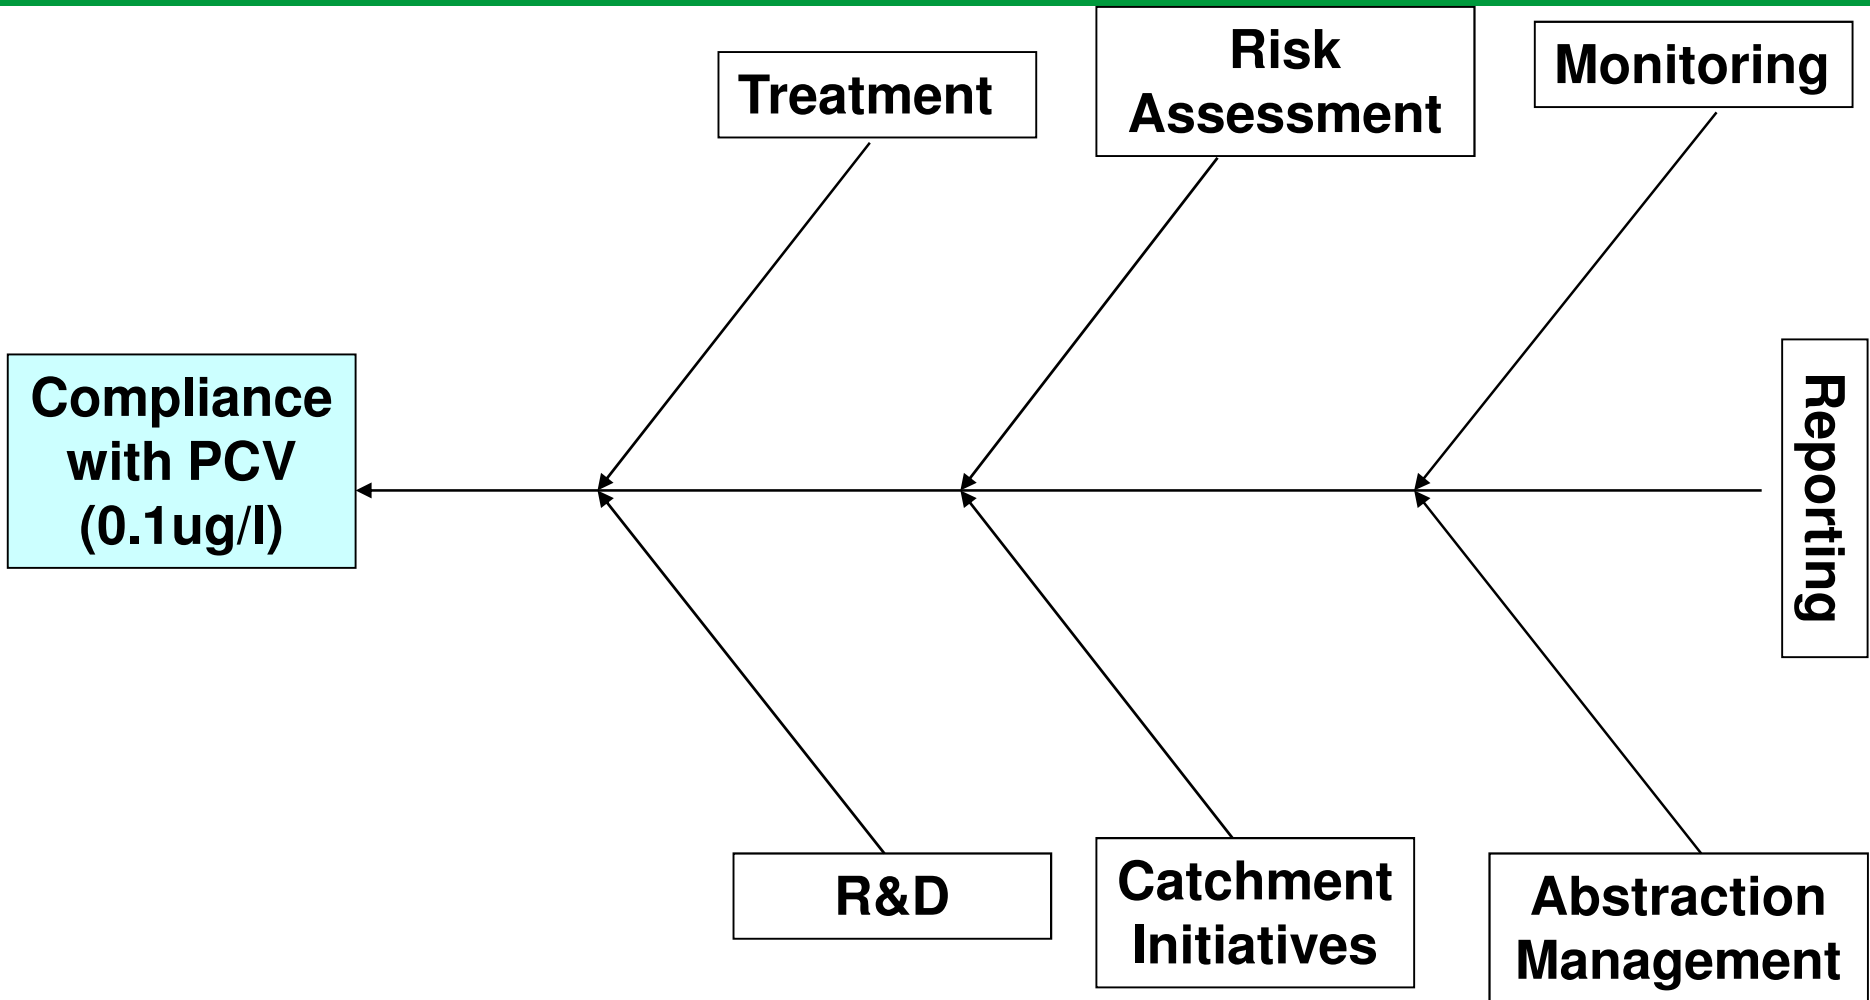 Risk
Assessment
Monitoring
Treatment
Compliance
with PCV
(0.1ug/l)
Reporting
R&D
Catchment
Initiatives
Abstraction
Management